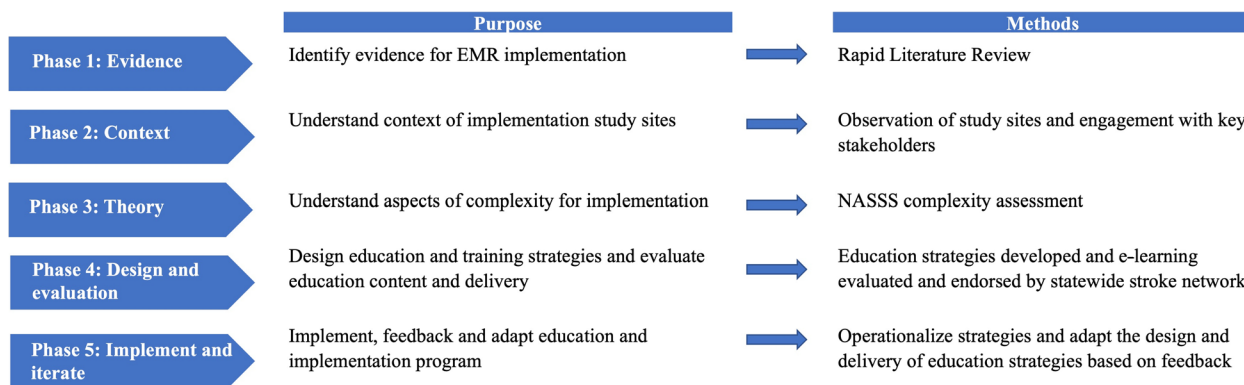 Purpose
Methods
Phase 1: Evidence
Identify evidence for EMR implementation
Rapid Literature Review
Phase 2: Context
Understand context of implementation study sites
Observation of study sites and engagement with key
stakeholders
Phase 3: Theory
Understand aspects of complexity for implementation
NASSS complexity assessment
Phase 4: Design and
evaluation
Design education and training strategies and evaluate
education content and delivery
Education strategies developed and e-learning
evaluated and endorsed by statewide stroke network
Phase 5: Implement and
iterate
Implement, feedback and adapt education and
implementation program
Operationalize strategies and adapt the design and
delivery of education strategies based on feedback